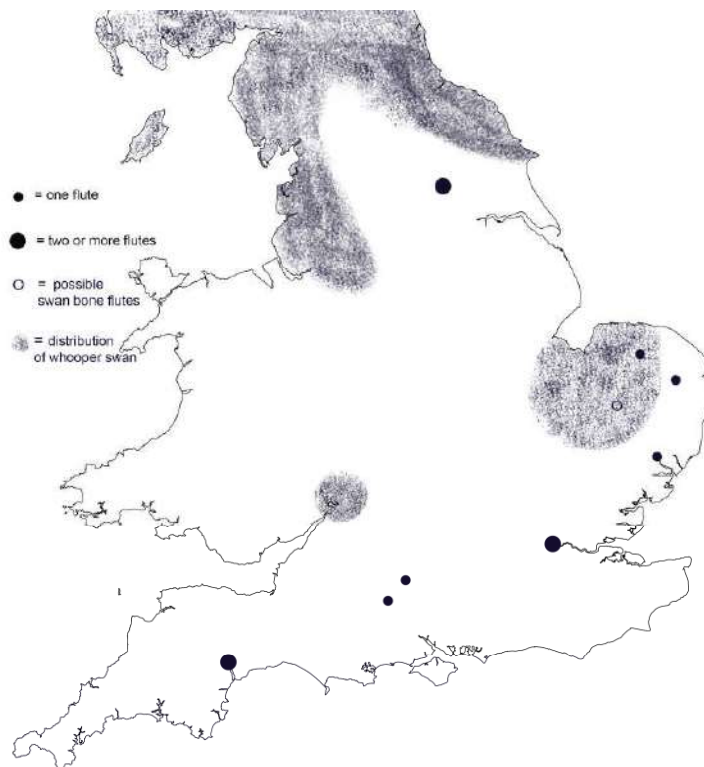 = one flute
= two or more flutes
= possible
swan bone flutes
= distribution
of whooper swan